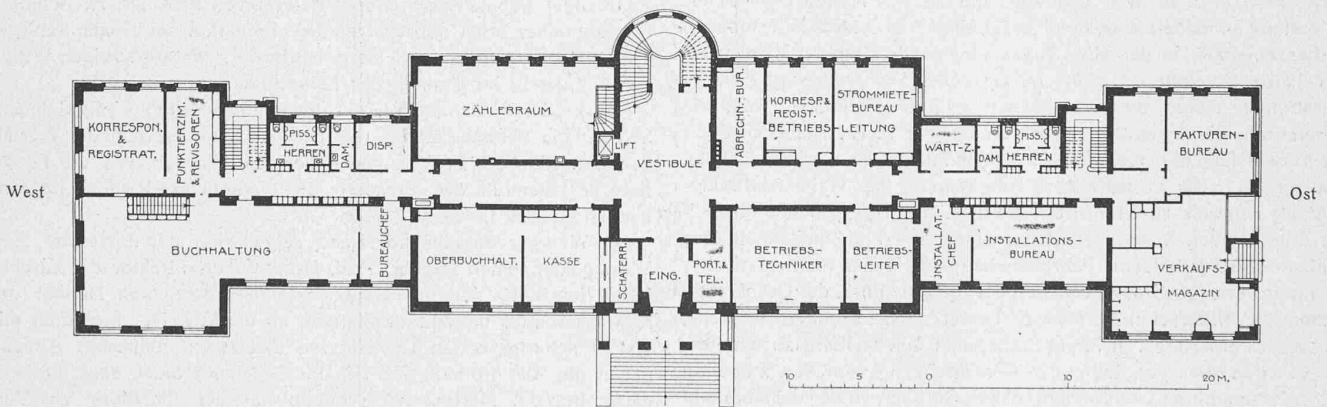 West
KORRESPON.
& REGISTRAT.
PUNKTIERZIM.
& REVISOREN
PISS.
HERREN
DAM.
DISP.
ZÄHLERRAUM
LIFT
VESTIBULE
ABRECHN.-BUR.
KORRESP. &
REGIST.
STROMMIETE-
BUREAU
BETRIEBS-LEITUNG
WART-Z.
DAM.
PISS.
HERREN
FAKTUREN-
BUREAU
Ost
BUCHHALTUNG
BUREAUCHEF
OBERBUCHHALT.
KASSE
SCHATERR.
EING.
PORT. &
TEL.
BETRIEBS-
TECHNIKER
BETRIEBS-
LEITER
JNSTALLAT.-
CHEF
JNSTALLATIONS-
BUREAU
VERKAUFS-
MAGAZIN
10 5 0 10 20 M.